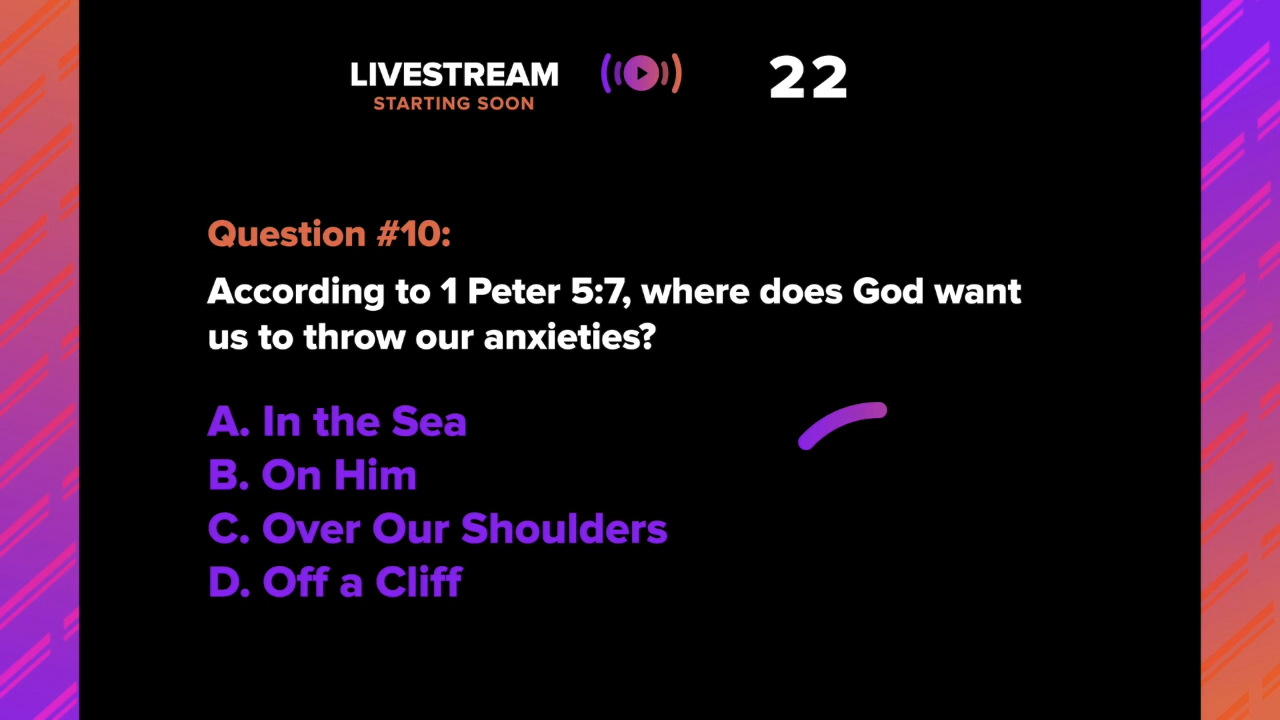 LIVESTREAM
STARTING SOON
22
Question #10:
According to 1 Peter 5:7, where does God want
us to throw our anxieties?
A. In the Sea
B. On Him
C. Over Our Shoulders
D. Off a Cliff